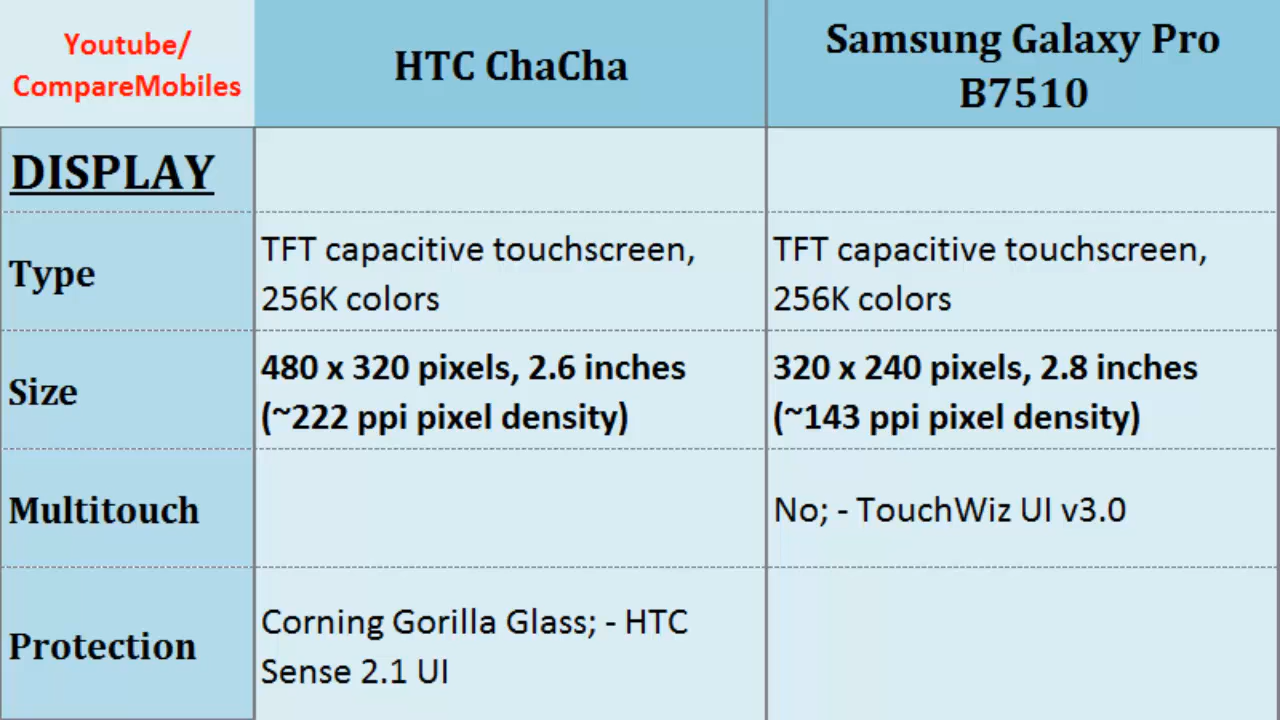 Youtube/
CompareMobiles
HTC ChaCha
Samsung Galaxy Pro
B7510
DISPLAY
Type
TFT capacitive touchscreen,
256K colors
TFT capacitive touchscreen,
256K colors
Size
480 x 320 pixels, 2.6 inches
(~222 ppi pixel density)
320 x 240 pixels, 2.8 inches
(~143 ppi pixel density)
Multitouch
No; - TouchWiz UI v3.0
Protection
Corning Gorilla Glass; - HTC
Sense 2.1 UI